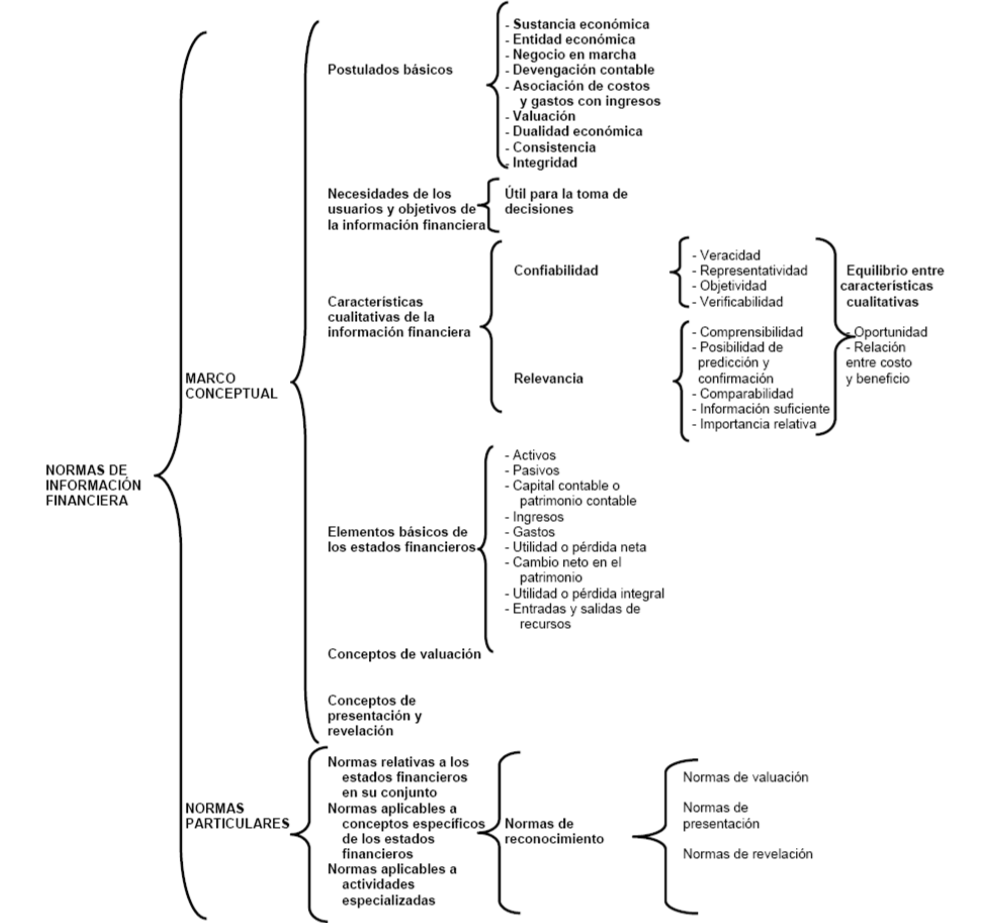 NORMAS DE
INFORMACIÓN
FINANCIERA
MARCO
CONCEPTUAL
Postulados básicos
- Sustancia económica
- Entidad económica
- Negocio en marcha
- Devengación contable
- Asociación de costos
y gastos con ingresos
- Valuación
- Dualidad económica
- Consistencia
- Integridad
Necesidades de los
usuarios y objetivos de
la información financiera
Útil para la toma de
decisiones
Características
cualitativas de la
información financiera
Confiabilidad
- Veracidad
- Representatividad
- Objetividad
- Verificabilidad
Relevancia
- Comprensibilidad
- Posibilidad de
predicción y
confirmación
- Comparabilidad
- Información suficiente
- Importancia relativa
Equilibrio entre
características
cualitativas
- Oportunidad
- Relación
entre costo
y beneficio
Elementos básicos de
los estados financieros
- Activos
- Pasivos
- Capital contable o
patrimonio contable
- Ingresos
- Gastos
- Utilidad o pérdida neta
- Cambio neto en el
patrimonio
- Utilidad o pérdida integral
- Entradas y salidas de
recursos
Conceptos de valuación
Conceptos de
presentación y
revelación
NORMAS
PARTICULARES
Normas relativas a los
estados financieros
en su conjunto
Normas aplicables a
conceptos específicos
de los estados
financieros
Normas aplicables a
actividades
especializadas
Normas de
reconocimiento
Normas de valuación
Normas de
presentación
Normas de revelación